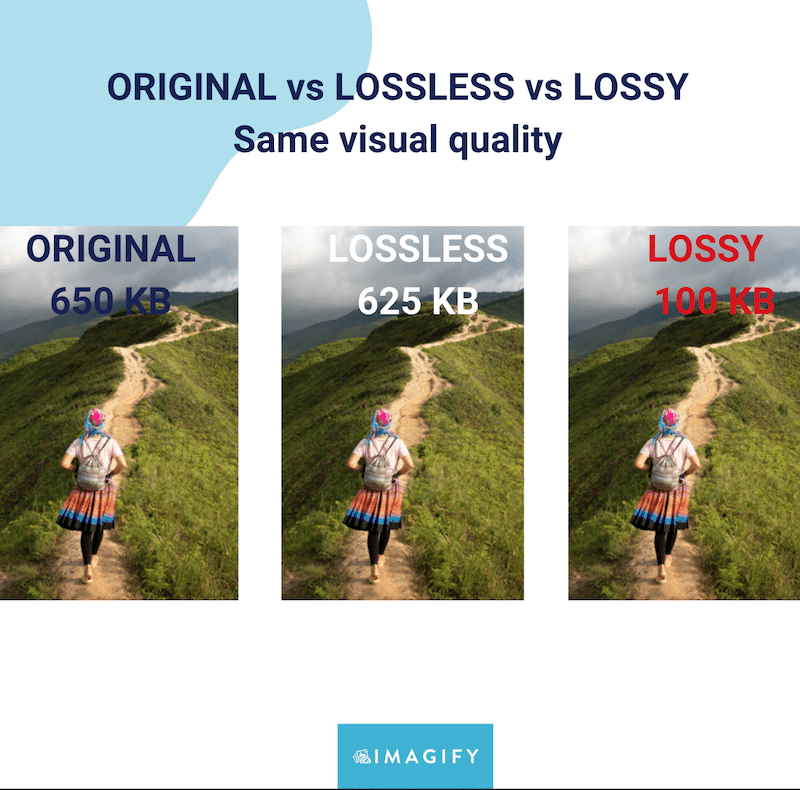 ORIGINAL vs LOSSLESS vs LOSSY
Same visual quality
ORIGINAL
650 KB
LOSSLESS
625 KB
LOSSY
100 KB
IMAGIFY